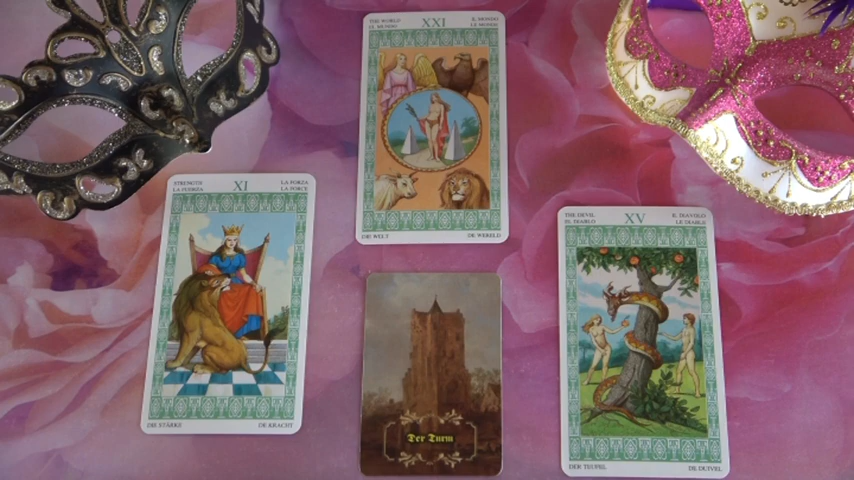 THE WORLD XXI IL MONDO
EL MUNDO LE MONDE
DIE WELT DE WERELD
STRENGTH XI LA FORZA
LA FUERZA LA FORCE
DIE STÄRKE DE KRACHT
Der Turm
THE DEVIL XV IL DIAVOLO
EL DIABLO LE DIABLE
DER TEUFEL DE DUIVEL